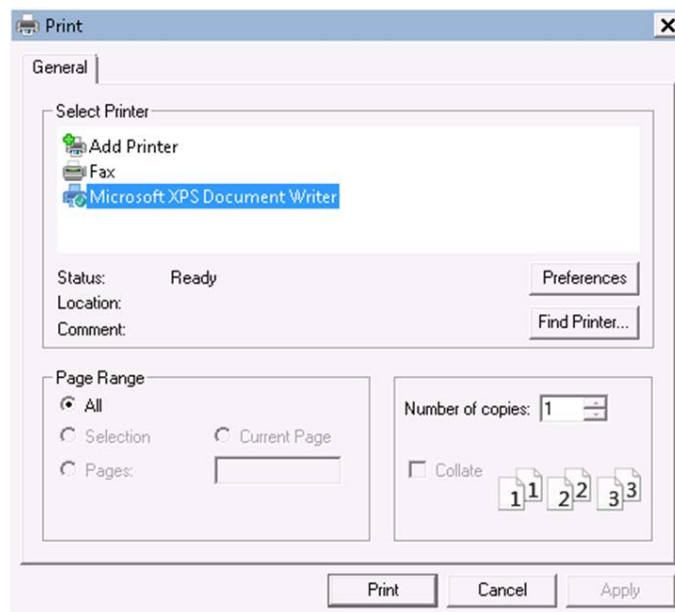 Print
General
Select Printer
Add Printer
Fax
Microsoft XPS Document Writer
Status: Ready
Preferences
Location:
Comment:
Find Printer...
Page Range
All
Selection
Current Page
Pages:
Number of copies: 1
Collate
1 1 2 2 3 3
Print
Cancel
Apply